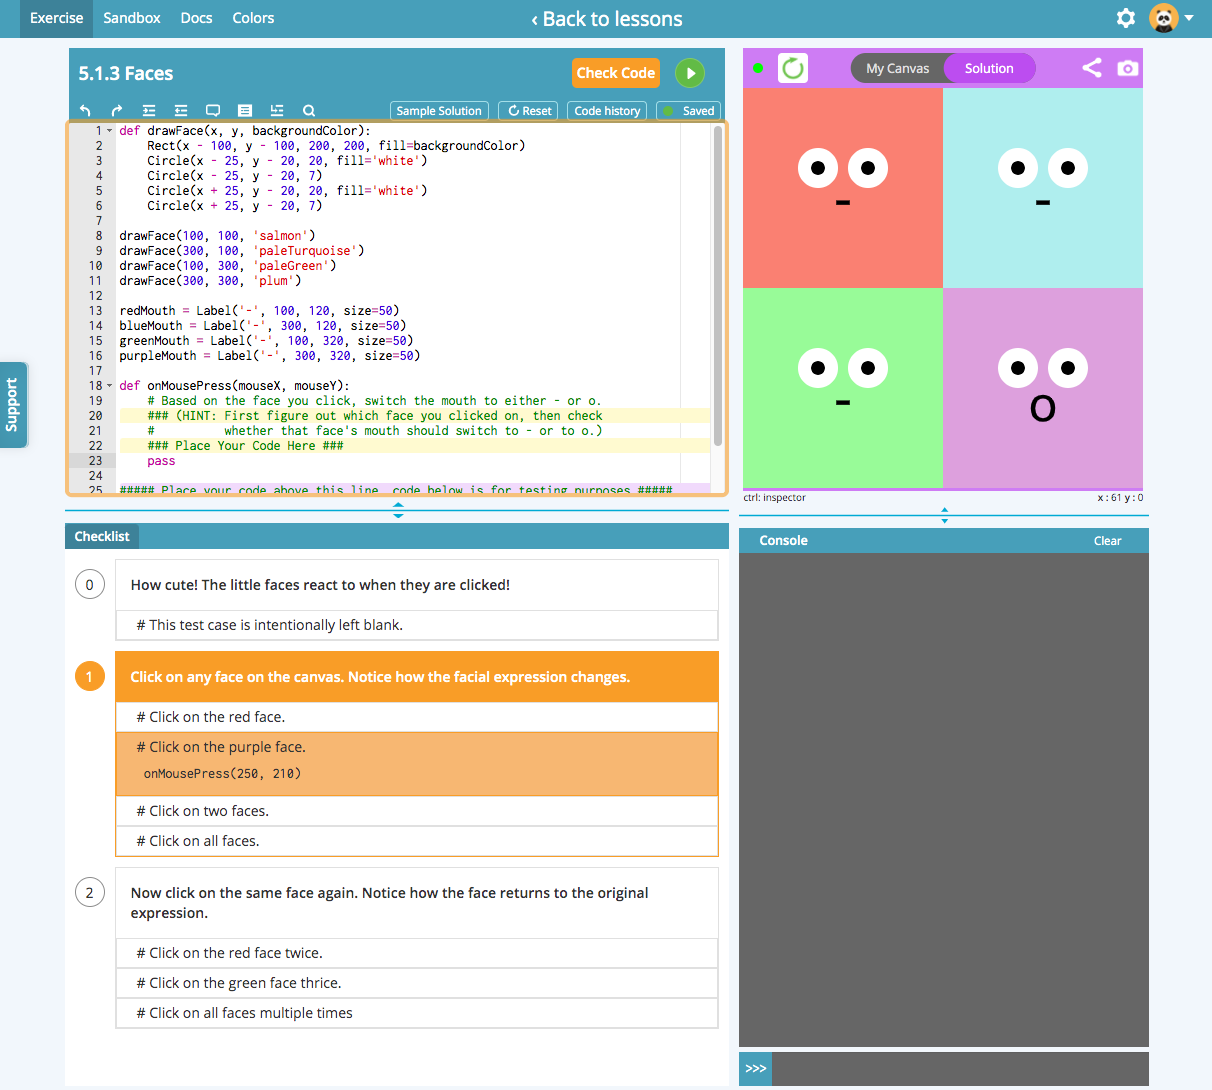 Exercise Sandbox Docs Colors
‹ Back to lessons
5.1.3 Faces
Check Code
Sample Solution
Reset
Code history
Saved
1 def drawFace(x, y, backgroundColor):
2     Rect(x - 100, y - 100, 200, 200, fill=backgroundColor)
3     Circle(x - 25, y - 20, 20, fill='white')
4     Circle(x - 25, y - 20, 7)
5     Circle(x + 25, y - 20, 20, fill='white')
6     Circle(x + 25, y - 20, 7)
7
8 drawFace(100, 100, 'salmon')
9 drawFace(300, 100, 'paleTurquoise')
10 drawFace(100, 300, 'paleGreen')
11 drawFace(300, 300, 'plum')
12
13 redMouth = Label('-', 100, 120, size=50)
14 blueMouth = Label('-', 300, 120, size=50)
15 greenMouth = Label('-', 100, 320, size=50)
16 purpleMouth = Label('-', 300, 320, size=50)
17
18 def onMousePress(mouseX, mouseY):
19     # Based on the face you click, switch the mouth to either - or o.
20     ### (HINT: First figure out which face you clicked on, then check
21     #          whether that face's mouth should switch to - or to o.)
22     ### Place Your Code Here ###
23     pass
24
25 ##### Place your code above this line, code below is for testing purposes #####
Support
My Canvas
Solution
-
-
-
o
ctrl: inspector
x : 61 y : 0
Checklist
0
How cute! The little faces react to when they are clicked!
# This test case is intentionally left blank.
1
Click on any face on the canvas. Notice how the facial expression changes.
# Click on the red face.
# Click on the purple face.
onMousePress(250, 210)
# Click on two faces.
# Click on all faces.
2
Now click on the same face again. Notice how the face returns to the original
expression.
# Click on the red face twice.
# Click on the green face thrice.
# Click on all faces multiple times
Console
Clear
>>>